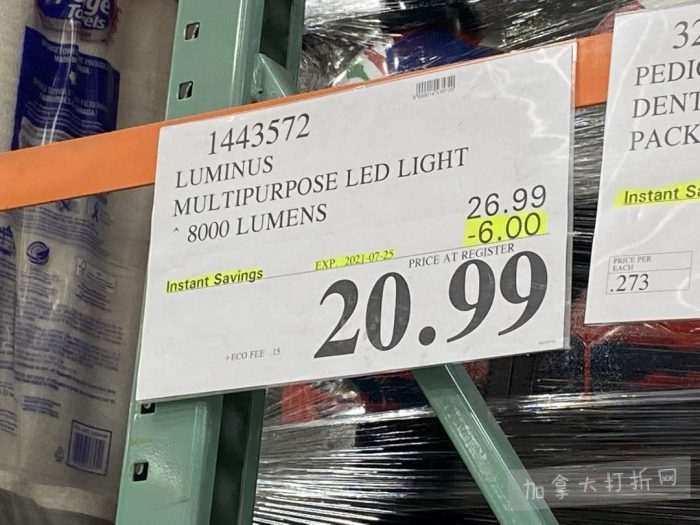 Tools
1443572
LUMINUS
MULTIPURPOSE LED LIGHT
^ 8000 LUMENS
26.99
-6.00
Instant Savings
EXP. 2021-07-25
PRICE AT REGISTER
20.99
+ECO FEE .15
32
PEDIG
DENT
PACK
Instant Sa
PRICE PER
EACH
.273
加拿大打折网